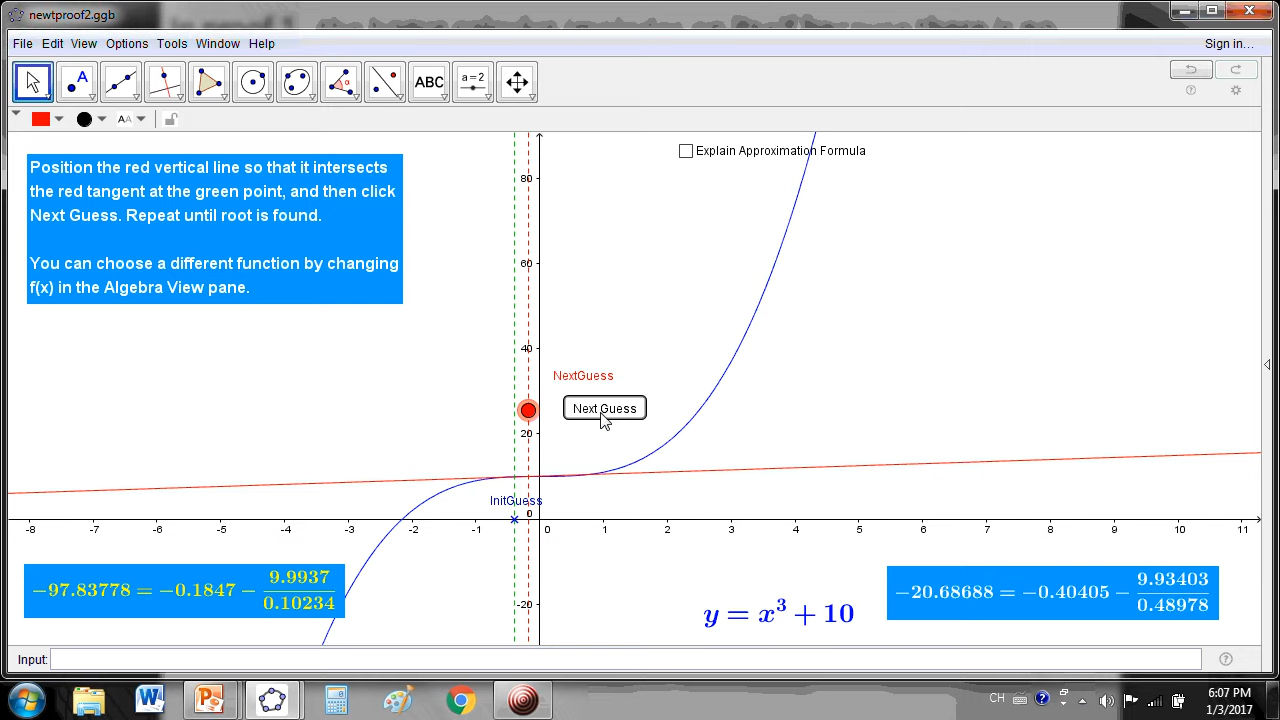 newtproof2.ggb
File Edit View Options Tools Window Help
Sign in...
A
α
ABC
a=2
AA
Position the red vertical line so that it intersects
the red tangent at the green point, and then click
Next Guess. Repeat until root is found.
You can choose a different function by changing
f(x) in the Algebra View pane.
Explain Approximation Formula
80
60
40
20
0
-20
NextGuess
Next Guess
InitGuess
-8 -7 -6 -5 -4 -3 -2 -1 0 1 2 3 4 5 6 7 8 9 10 11
−97.83778 = −0.1847 − 9.9937 / 0.10234
y = x³ + 10
−20.68688 = −0.40405 − 9.93403 / 0.48978
Input:
CH
6:07 PM
1/3/2017